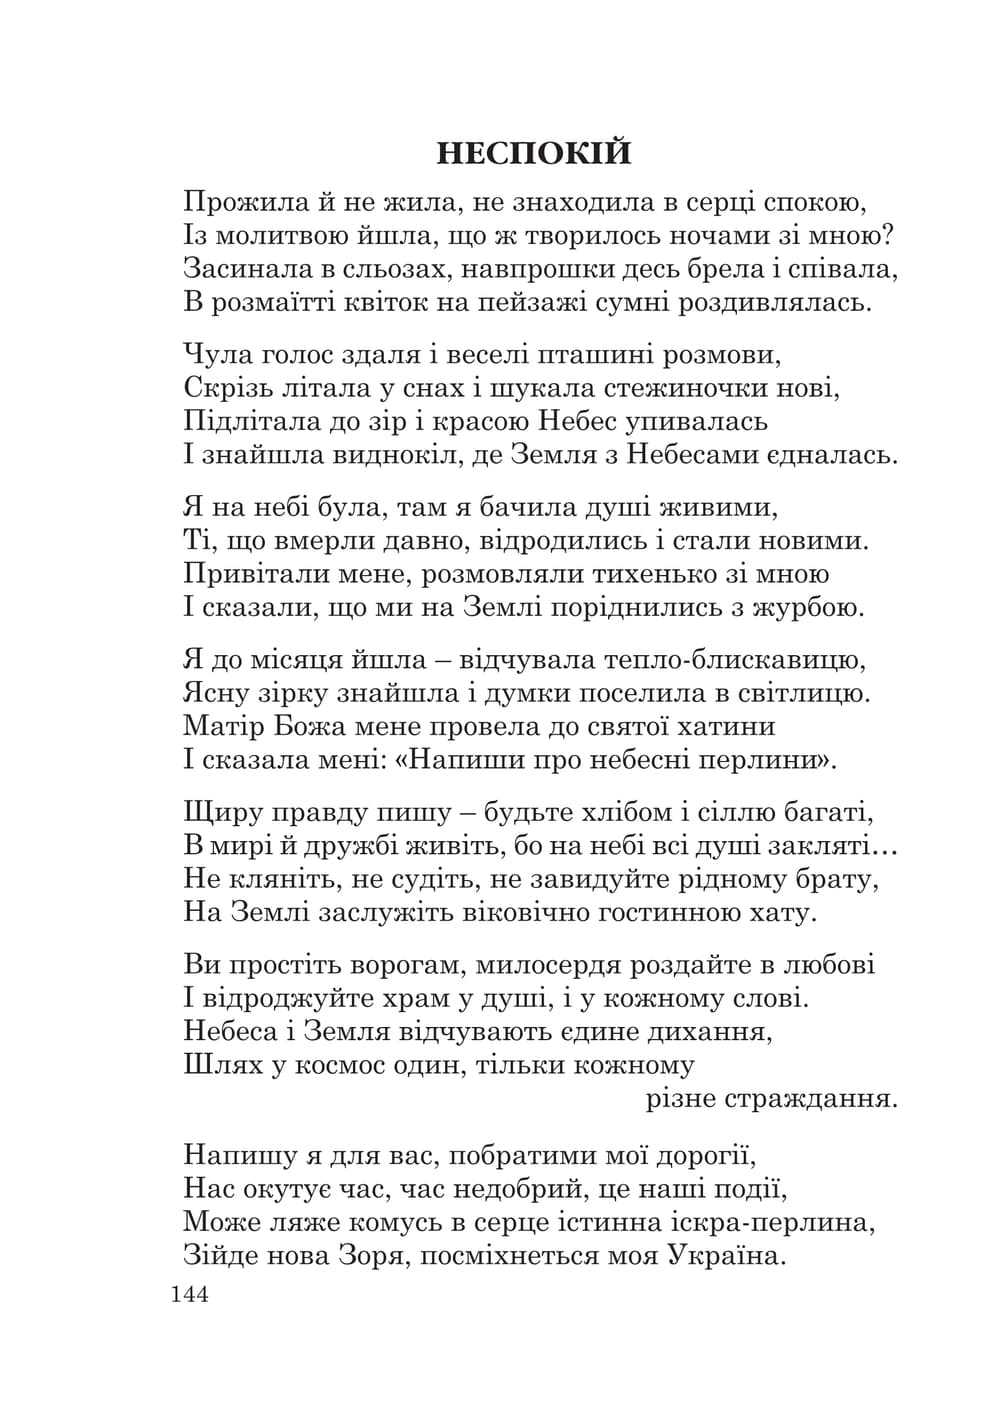 НЕСПОКІЙ
Прожила й не жила, не знаходила в серці спокою,
Із молитвою йшла, що ж творилось ночами зі мною?
Засинала в сльозах, навпрошки десь брела і співала,
В розмаїтті квіток на пейзажі сумні роздивлялась.
Чула голос здаля і веселі пташині розмови,
Скрізь літала у снах і шукала стежиночки нові,
Підлітала до зір і красою Небес упивалась
І знайшла виднокіл, де Земля з Небесами єдналась.
Я на небі була, там я бачила душі живими,
Ті, що вмерли давно, відродились і стали новими.
Привітали мене, розмовляли тихенько зі мною
І сказали, що ми на Землі поріднились з журбою.
Я до місяця йшла – відчувала тепло-блискавицю,
Ясну зірку знайшла і думки поселила в світлицю.
Матір Божа мене провела до святої хатини
І сказала мені: «Напиши про небесні перлини».
Щиру правду пишу – будьте хлібом і сіллю багаті,
В мирі й дружбі живіть, бо на небі всі душі закляті…
Не кляніть, не судіть, не завидуйте рідному брату,
На Землі заслужіть віковічно гостинною хату.
Ви простіть ворогам, милосердя роздайте в любові
І відроджуйте храм у душі, і у кожному слові.
Небеса і Земля відчувають єдине дихання,
Шлях у космос один, тільки кожному
різне страждання.
Напишу я для вас, побратими мої дорогії,
Нас окутує час, час недобрий, це наші події,
Може ляже комусь в серце істинна іскра-перлина,
Зійде нова Зоря, посміхнеться моя Україна.
144